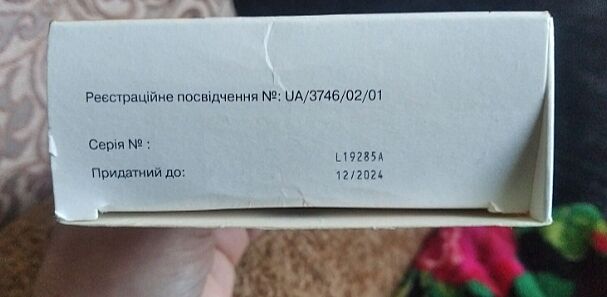 Реєстраційне посвідчення №: UA/3746/02/01
Серія № : L19285A
Придатний до: 12/2024